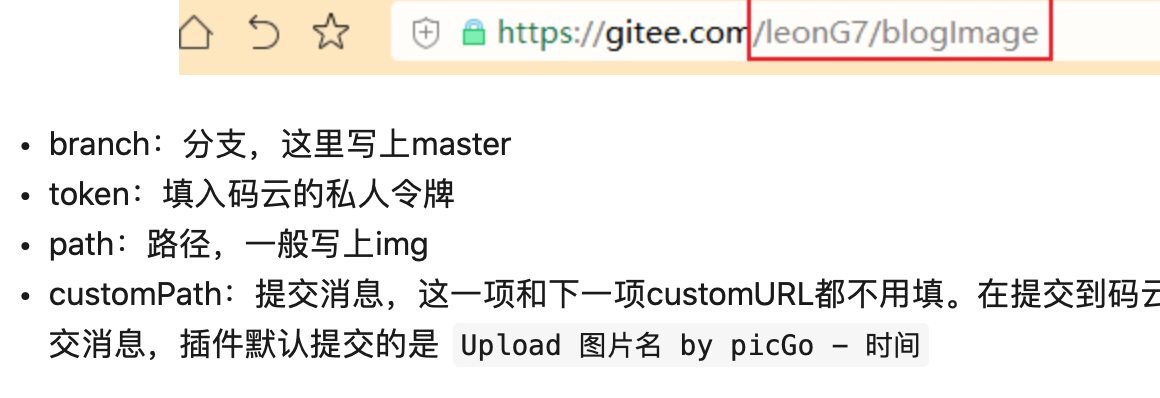 https://gitee.com/leonG7/blogImage
• branch：分支，这里写上master
• token：填入码云的私人令牌
• path：路径，一般写上img
• customPath：提交消息，这一项和下一项customURL都不用填。在提交到码云
交消息，插件默认提交的是 Upload 图片名 by picGo - 时间